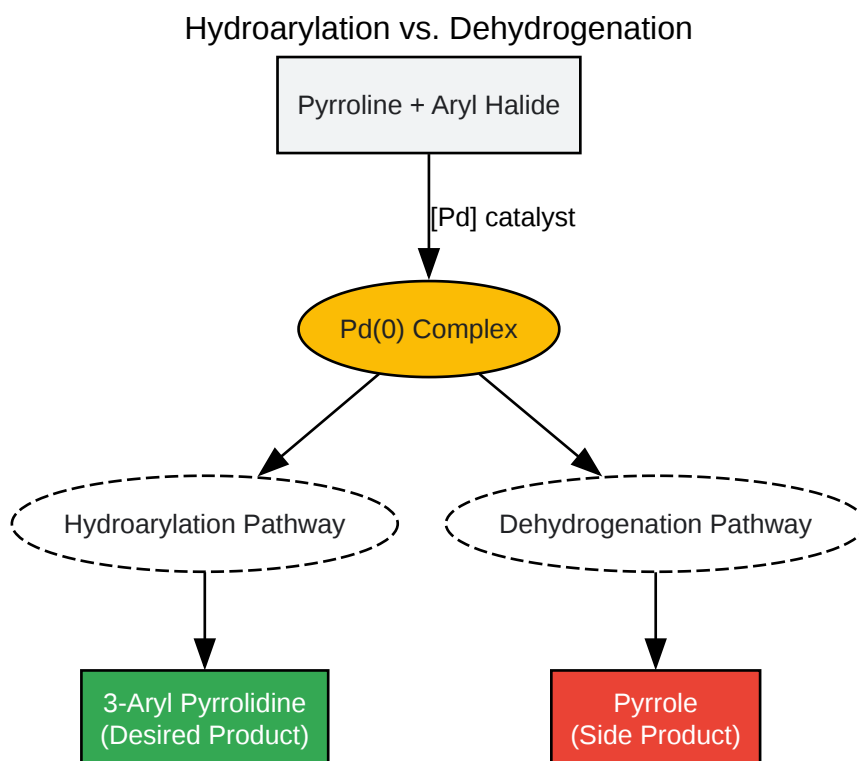 Hydroarylation vs. Dehydrogenation
Pyrroline + Aryl Halide
[Pd] catalyst
Pd(0) Complex
Hydroarylation Pathway
Dehydrogenation Pathway
3-Aryl Pyrrolidine
(Desired Product)
Pyrrole
(Side Product)